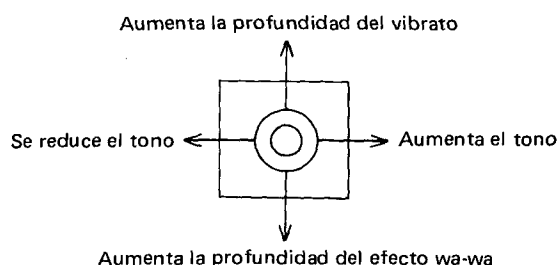 Aumenta la profundidad del vibrato
Se reduce el tono
Aumenta el tono
Aumenta la profundidad del efecto wa-wa